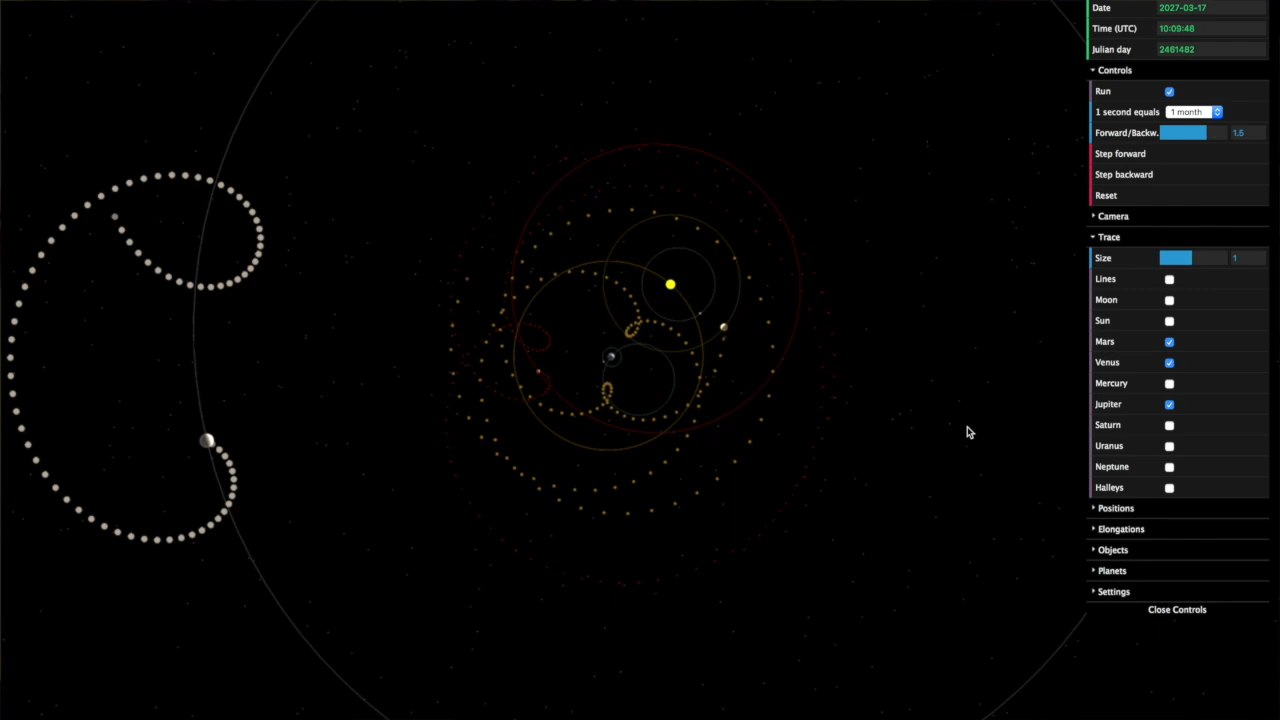 Date 2027-03-17
Time (UTC) 10:09:48
Julian day 2461482
Controls
Run
1 second equals 1 month
Forward/Backw. 1.5
Step forward
Step backward
Reset
Camera
Trace
Size 1
Lines
Moon
Sun
Mars
Venus
Mercury
Jupiter
Saturn
Uranus
Neptune
Halleys
Positions
Elongations
Objects
Planets
Settings
Close Controls